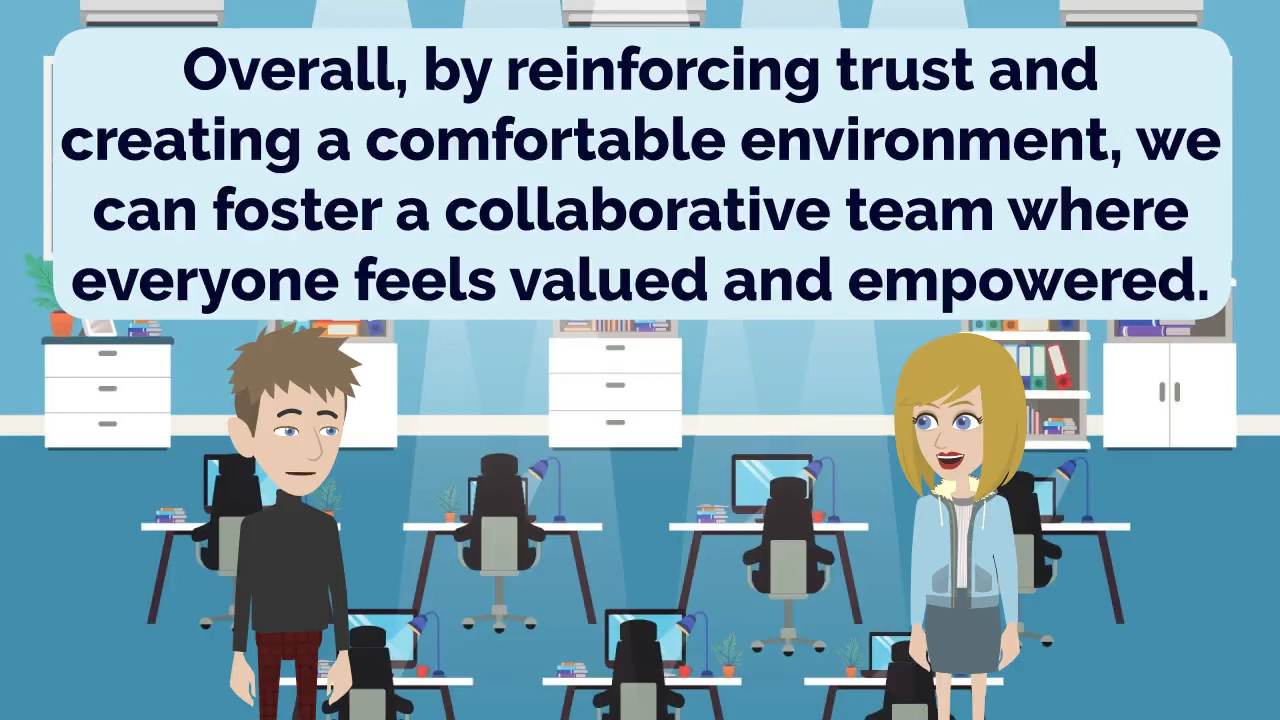 Overall, by reinforcing trust and
creating a comfortable environment, we
can foster a collaborative team where
everyone feels valued and empowered.